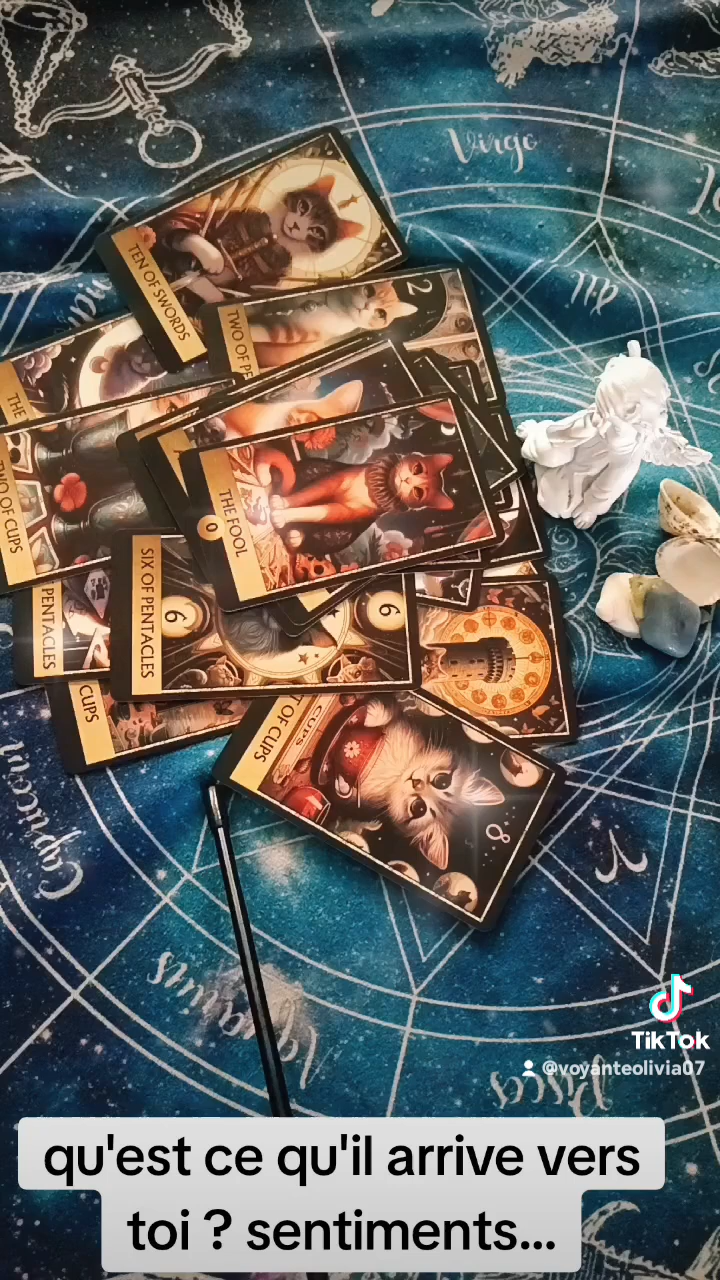 Virgo
TEN OF SWORDS
2
TWO OF PE
THE
TWO OF CUPS
0
THE FOOL
PENTACLES
SIX OF PENTACLES
6
6
CUPS
T OF CUPS
CUPS
8
Capricorn
Aquarius
Pisces
TikTok
@voyanteolivia07
qu'est ce qu'il arrive vers
toi ? sentiments...